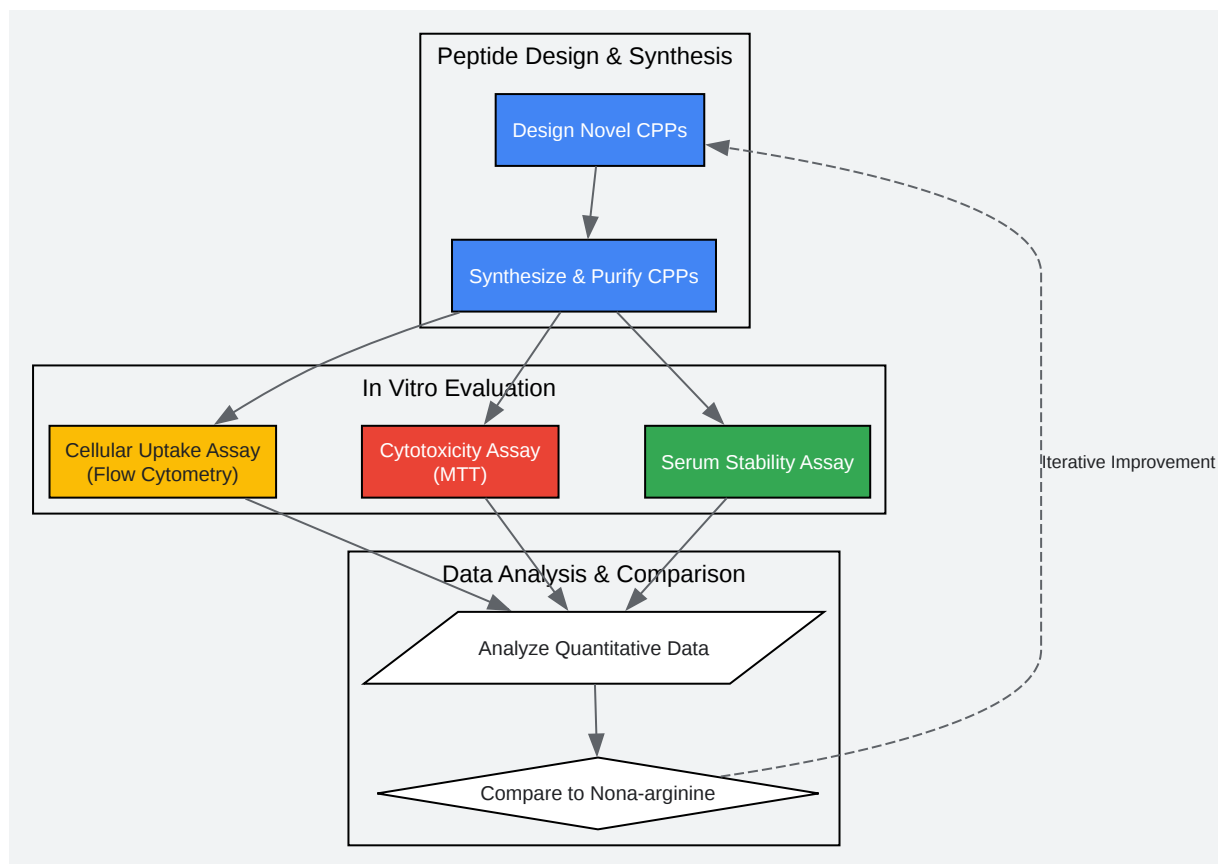 Peptide Design & Synthesis
Design Novel CPPs
Synthesize & Purify CPPs
In Vitro Evaluation
Cellular Uptake Assay
(Flow Cytometry)
Cytotoxicity Assay
(MTT)
Serum Stability Assay
Iterative Improvement
Data Analysis & Comparison
Analyze Quantitative Data
Compare to Nona-arginine